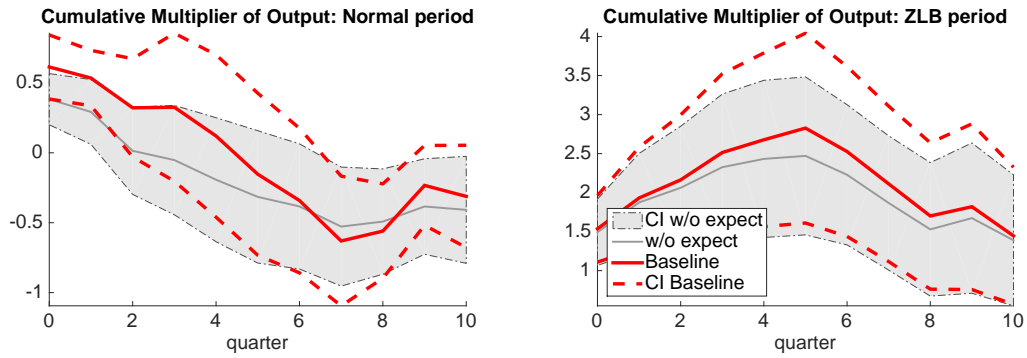 Cumulative Multiplier of Output: Normal period
0.5
0
-0.5
-1
0 2 4 6 8 10
quarter
Cumulative Multiplier of Output: ZLB period
4
3.5
3
2.5
2
1.5
1
CI w/o expect
w/o expect
Baseline
CI Baseline
0 2 4 6 8 10
quarter